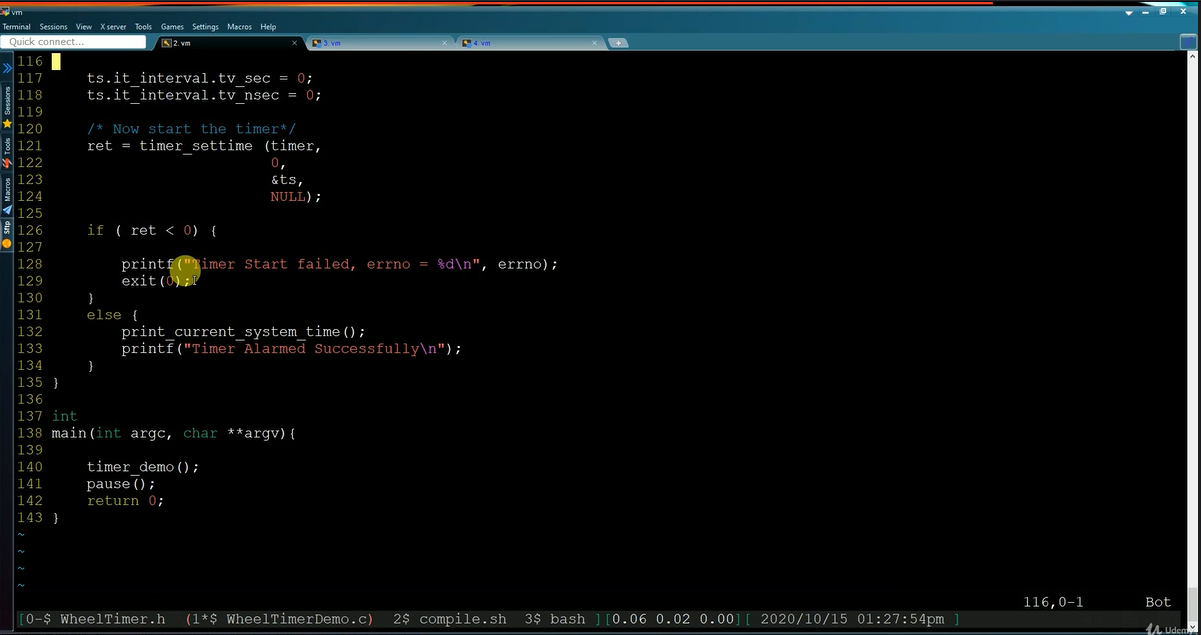 vm
Terminal Sessions View X server Tools Games Settings Macros Help
Quick connect... 2. vm 3. vm 4. vm
Sessions
Tools
Macros
Sftp
116
117 ts.it_interval.tv_sec = 0;
118 ts.it_interval.tv_nsec = 0;
119
120 /* Now start the timer*/
121 ret = timer_settime (timer,
122 0,
123 &ts,
124 NULL);
125
126 if ( ret < 0) {
127
128 printf("Timer Start failed, errno = %d\n", errno);
129 exit(0);
130 }
131 else {
132 print_current_system_time();
133 printf("Timer Alarmed Successfully\n");
134 }
135 }
136
137 int
138 main(int argc, char **argv){
139
140 timer_demo();
141 pause();
142 return 0;
143 }
~
~
~
~
116,0-1 Bot
[0-$ WheelTimer.h (1*$ WheelTimerDemo.c) 2$ compile.sh 3$ bash ][0.06 0.02 0.00][ 2020/10/15 01:27:54pm ]
Udemy